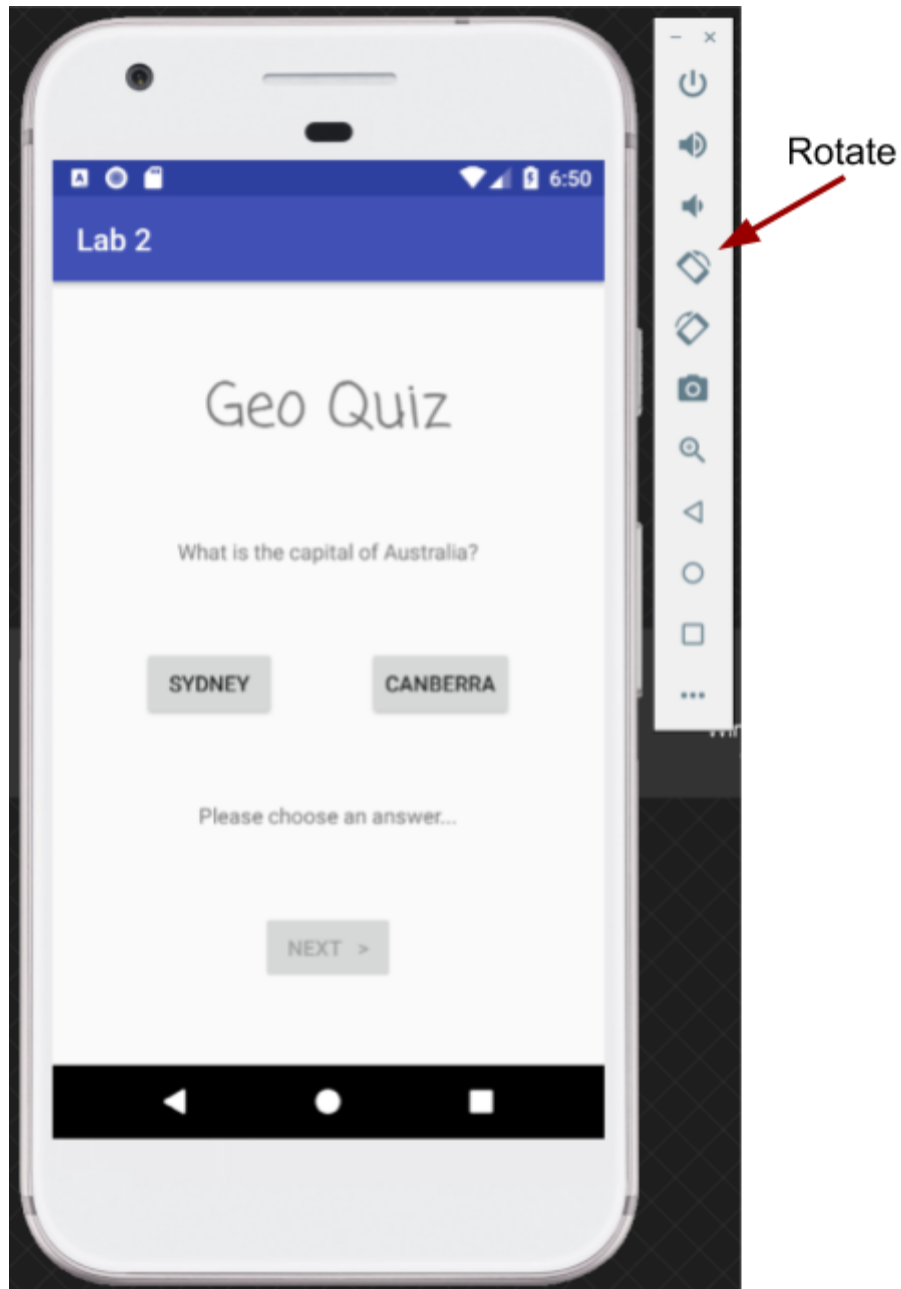 6:50
Rotate
Lab 2
Geo Quiz
What is the capital of Australia?
SYDNEY
CANBERRA
Please choose an answer...
NEXT >